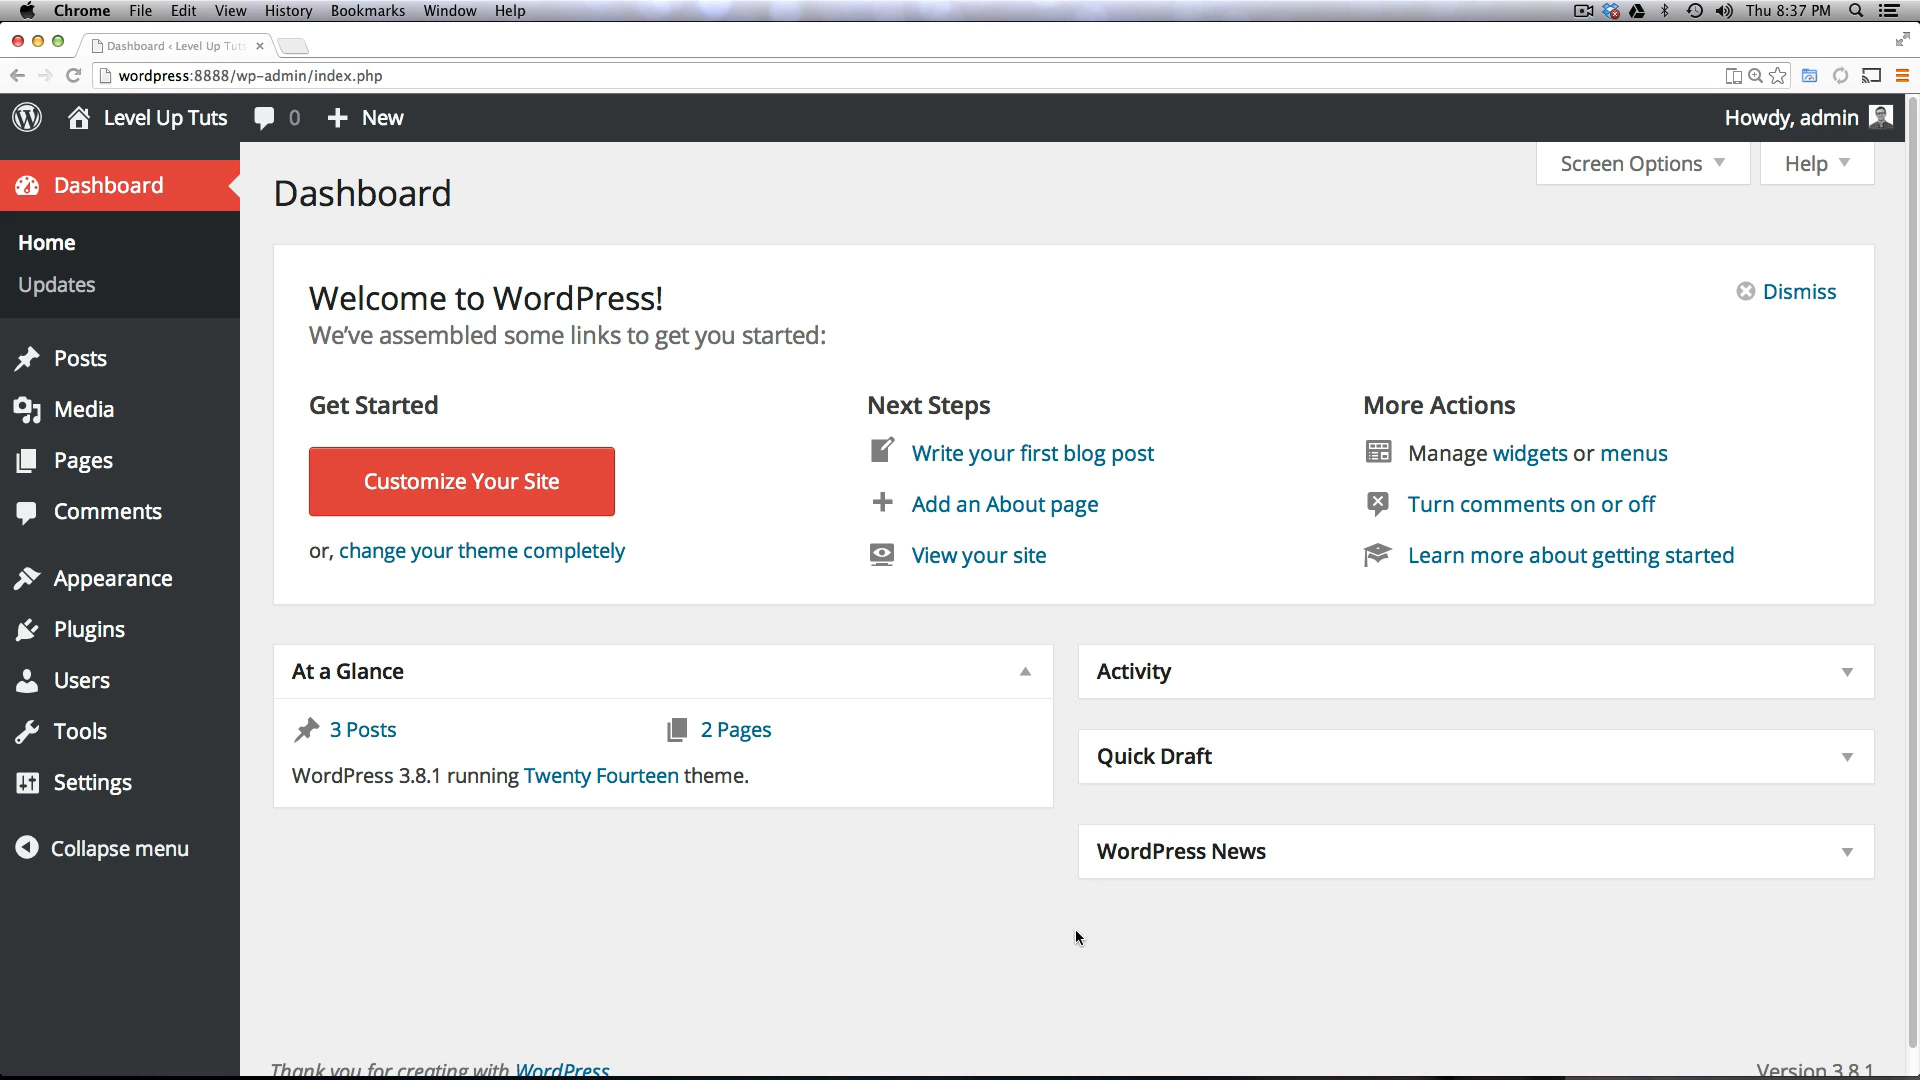 Chrome File Edit View History Bookmarks Window Help Thu 8:37 PM
Dashboard ‹ Level Up Tuts
wordpress:8888/wp-admin/index.php
Level Up Tuts 0 New Howdy, admin
Screen Options Help
Dashboard
Dashboard
Home
Updates
Posts
Media
Pages
Comments
Appearance
Plugins
Users
Tools
Settings
Collapse menu
Welcome to WordPress!
Dismiss
We've assembled some links to get you started:
Get Started
Customize Your Site
or, change your theme completely
Next Steps
Write your first blog post
Add an About page
View your site
More Actions
Manage widgets or menus
Turn comments on or off
Learn more about getting started
At a Glance
3 Posts 2 Pages
WordPress 3.8.1 running Twenty Fourteen theme.
Activity
Quick Draft
WordPress News
Thank you for creating with WordPress
Version 3.8.1